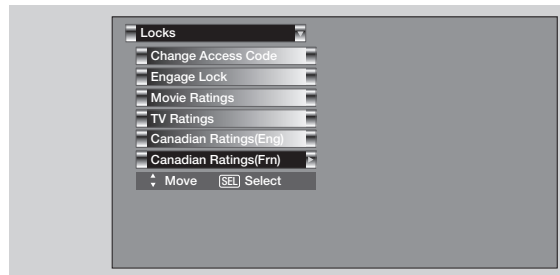 Locks
Change Access Code
Engage Lock
Movie Ratings
TV Ratings
Canadian Ratings(Eng)
Canadian Ratings(Frn)
Move SEL Select